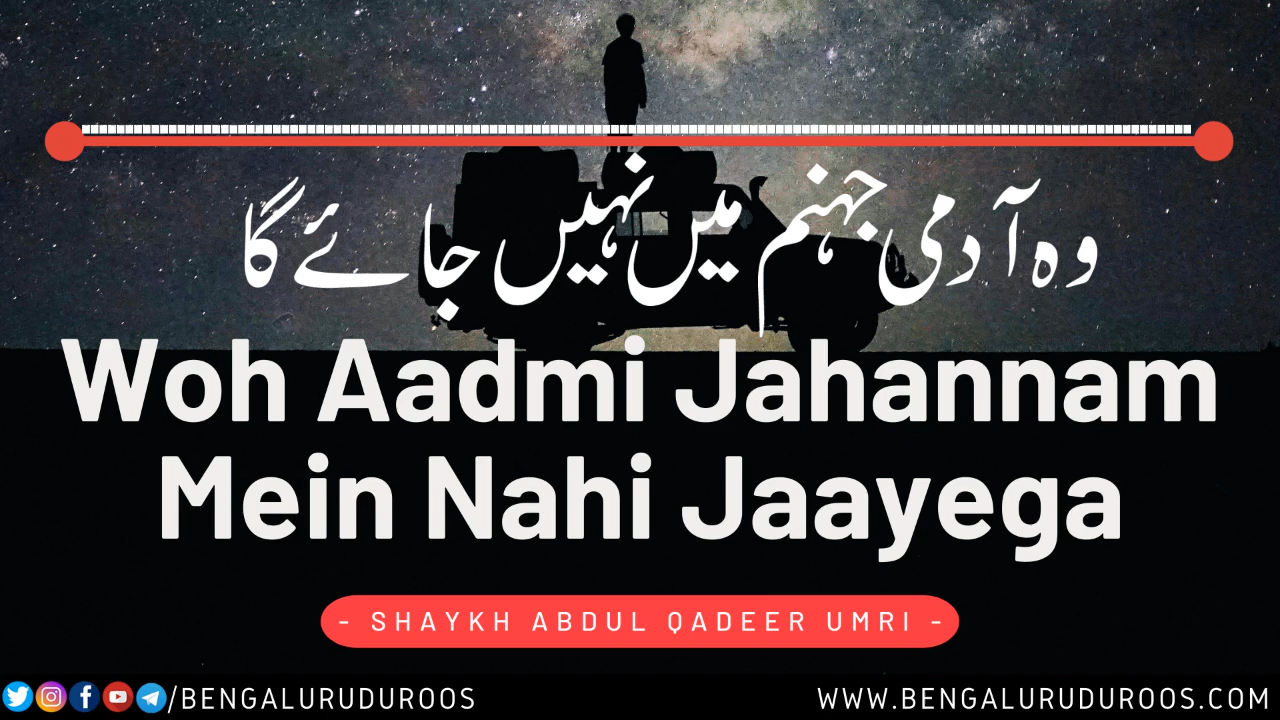 وہ آدمی جہنم میں نہیں جائے گا
Woh Aadmi Jahannam
Mein Nahi Jaayega
- SHAYKH ABDUL QADEER UMRI -
/BENGALURUDUROOS
WWW.BENGALURUDUROOS.COM